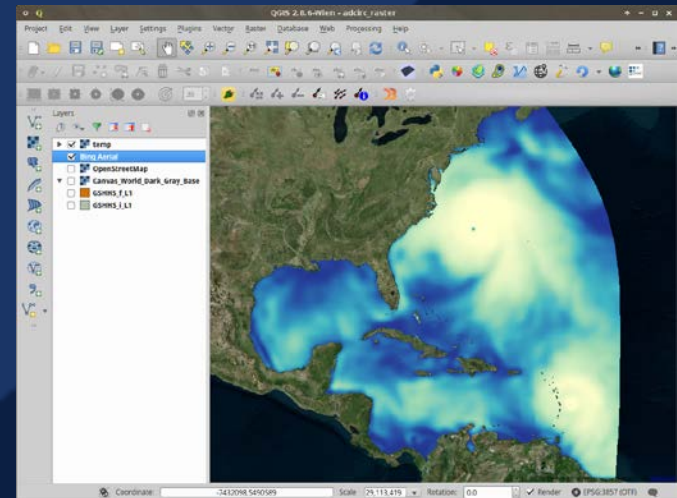 QGIS 2.8.6-Wien - adcirc_raster
Project Edit View Layer Settings Plugins Vector Raster Database Web Processing Help
Layers
temp
Bing Aerial
OpenStreetMap
Canvas_World_Dark_Gray_Base
GSHHS_f_L1
GSHHS_i_L1
Coordinate: -7432098,5490589 Scale 29,113,419 Rotation: 0.0 Render EPSG:3857 (OTF)